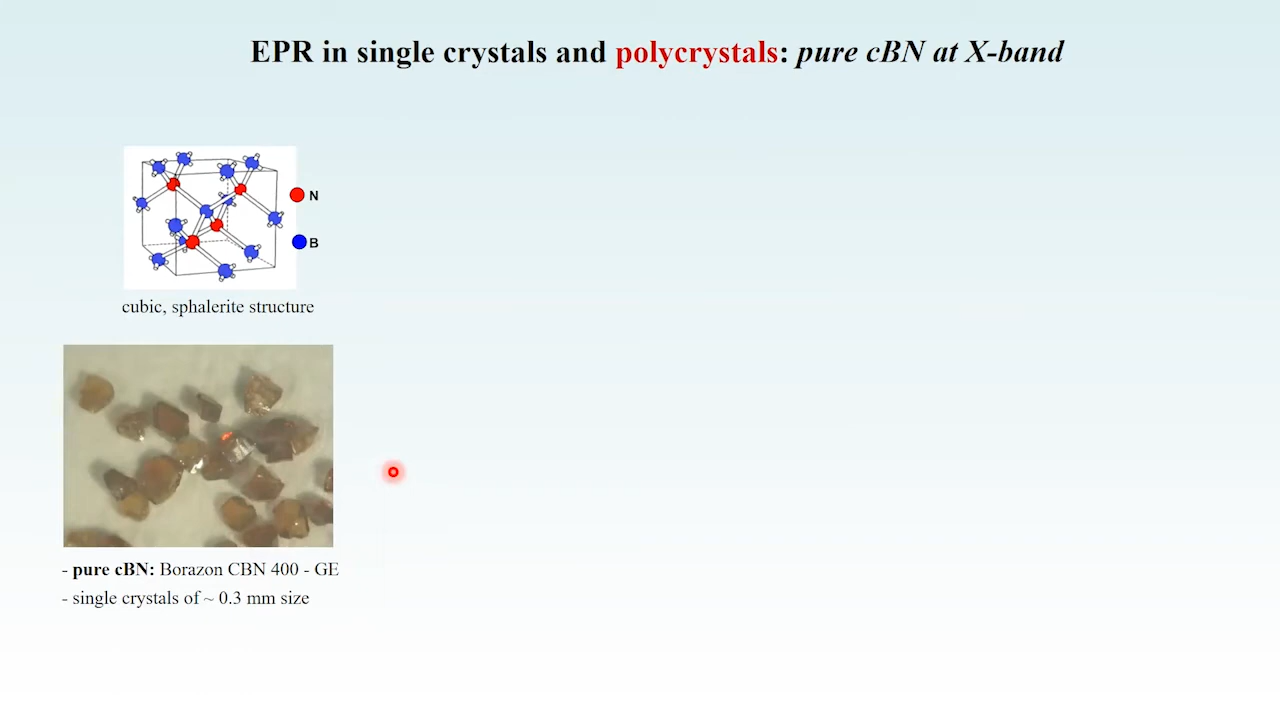 EPR in single crystals and polycrystals: pure cBN at X-band
N
B
cubic, sphalerite structure
- pure cBN: Borazon CBN 400 - GE
- single crystals of ~ 0.3 mm size